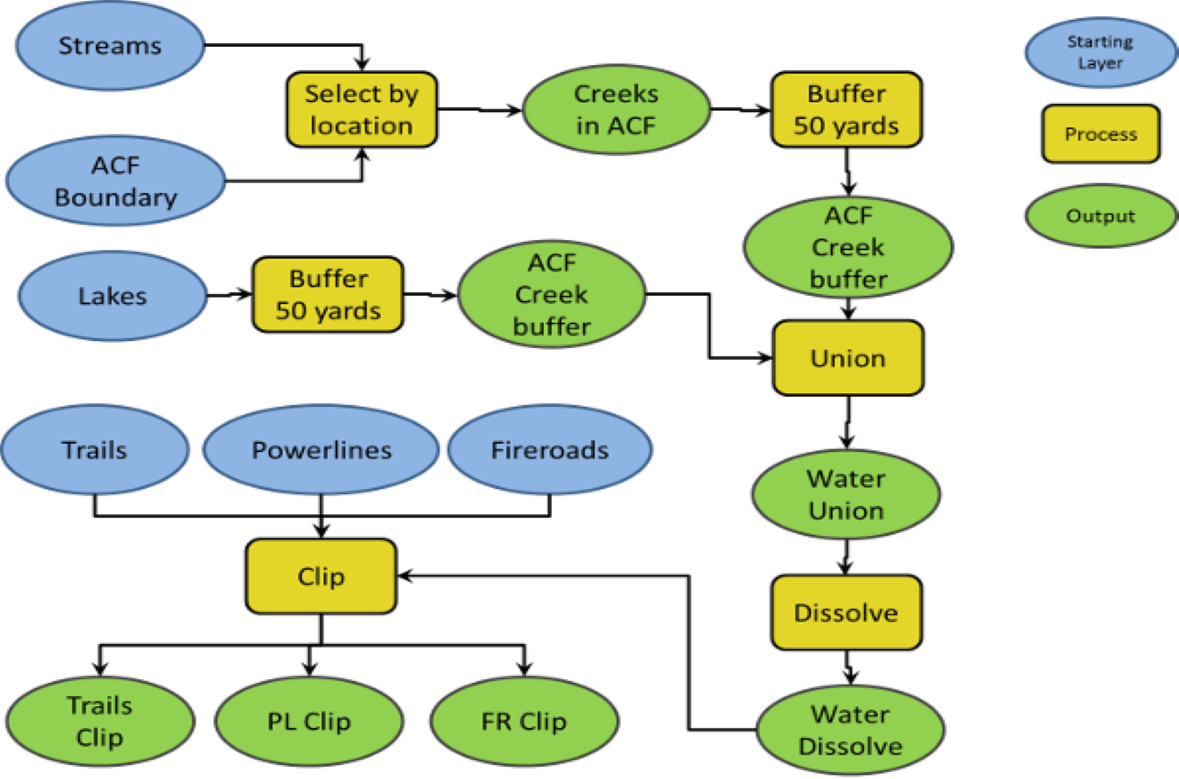 Streams
Select by
location
Creeks
in ACF
Buffer
50 yards
ACF
Boundary
ACF
Creek
buffer
Lakes
Buffer
50 yards
ACF
Creek
buffer
Union
Trails
Powerlines
Fireroads
Water
Union
Clip
Dissolve
Trails
Clip
PL Clip
FR Clip
Water
Dissolve
Starting
Layer
Process
Output